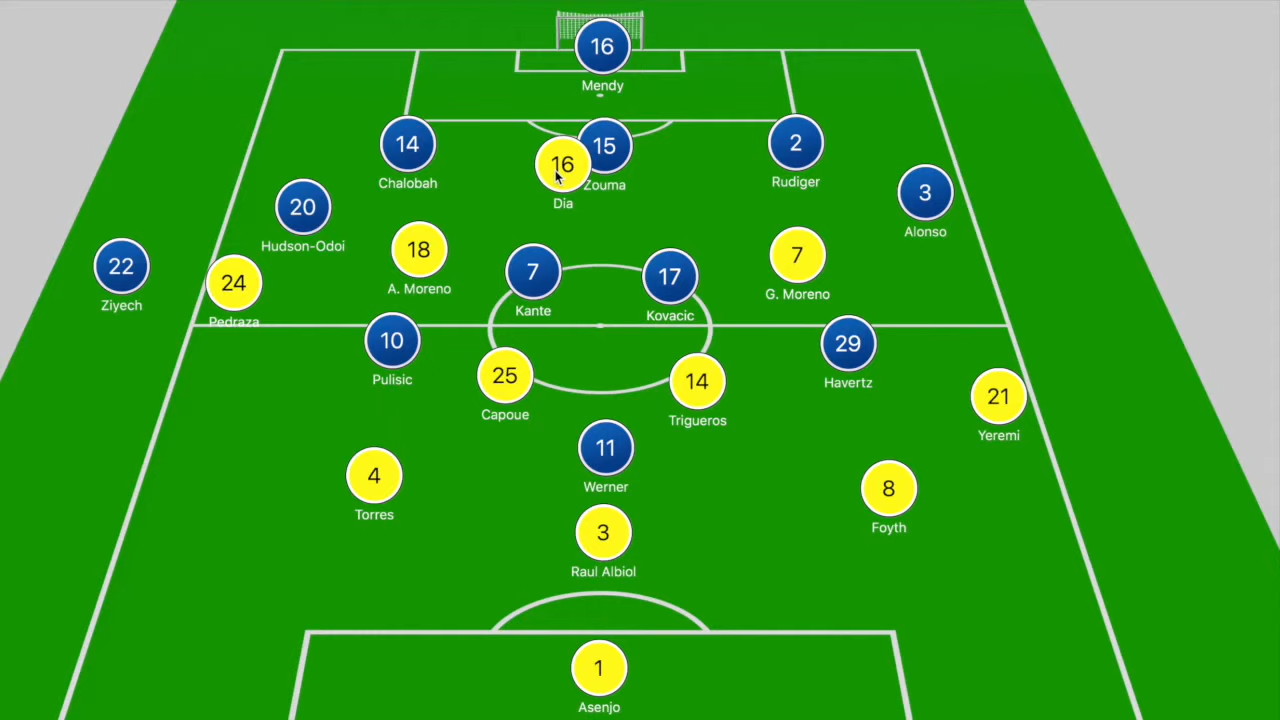 16
Mendy
14
Chalobah
15
Zouma
16
Dia
2
Rudiger
3
Alonso
20
Hudson-Odoi
22
Ziyech
24
Pedraza
18
A. Moreno
7
Kante
17
Kovacic
7
G. Moreno
10
Pulisic
29
Havertz
25
Capoue
14
Trigueros
21
Yeremi
11
Werner
4
Torres
8
Foyth
3
Raul Albiol
1
Asenjo